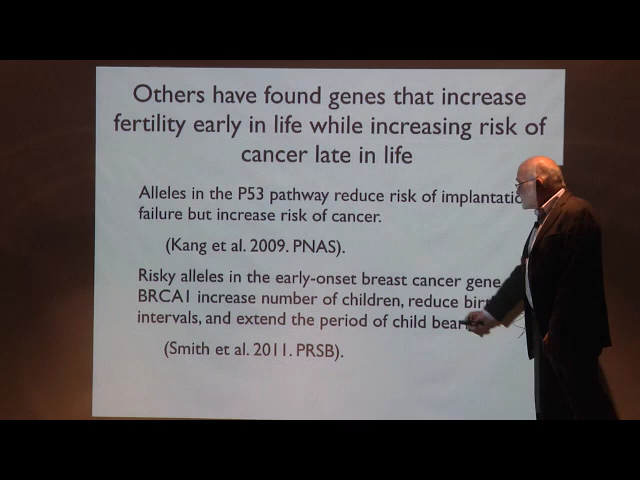 Others have found genes that increase
fertility early in life while increasing risk of
cancer late in life
Alleles in the P53 pathway reduce risk of implantatio
failure but increase risk of cancer.
(Kang et al. 2009. PNAS).
Risky alleles in the early-onset breast cancer gene
BRCA1 increase number of children, reduce bir
intervals, and extend the period of child bear
(Smith et al. 2011. PRSB).